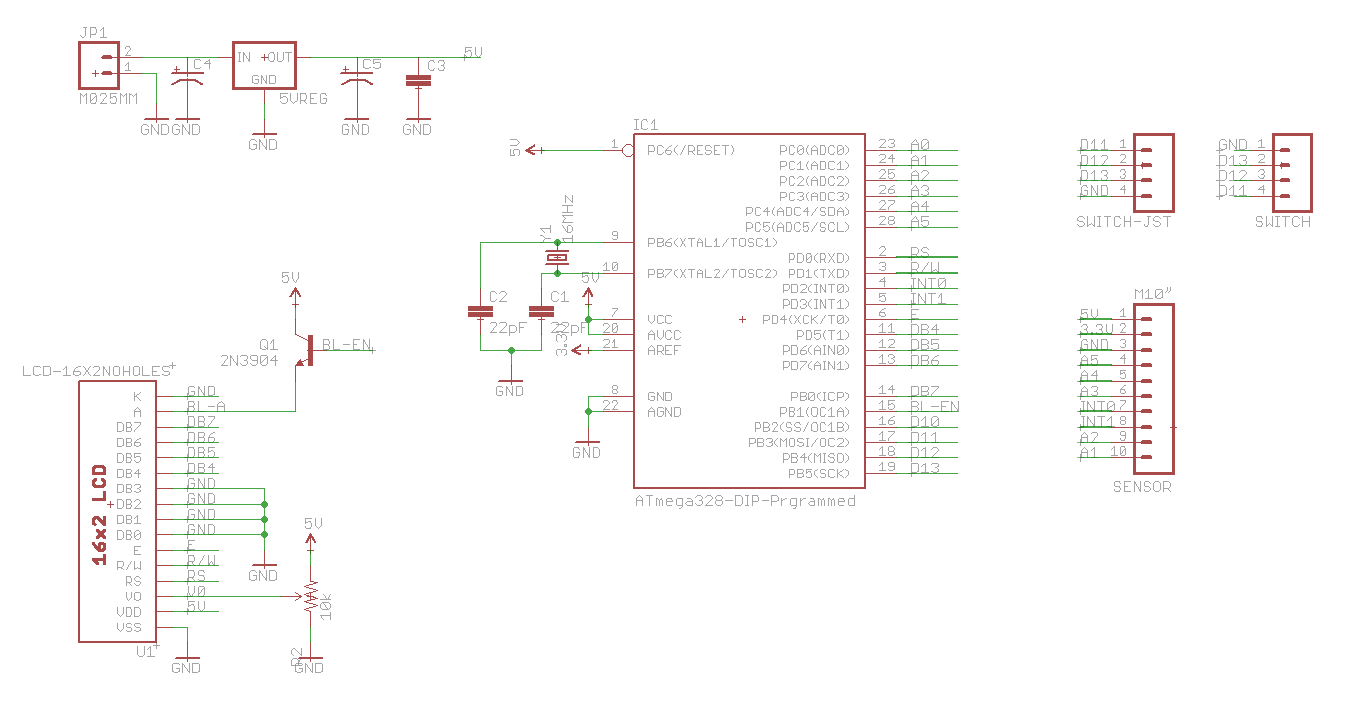 JP1
2
1
M025MM
GND
GND
C4
IN
OUT
GND
5VREG
GND
C5
GND
C3
GND
5V
IC1
5V
1
PC6(/RESET)
9
PB6(XTAL1/TOSC1)
10
PB7(XTAL2/TOSC2)
7
VCC
20
AVCC
21
AREF
8
GND
22
AGND
PC0(ADC0)
23
A0
PC1(ADC1)
24
A1
PC2(ADC2)
25
A2
PC3(ADC3)
26
A3
PC4(ADC4/SDA)
27
A4
PC5(ADC5/SCL)
28
A5
PD0(RXD)
2
RS
PD1(TXD)
3
R/W
PD2(INT0)
4
INT0
PD3(INT1)
5
INT1
PD4(XCK/T0)
6
E
PD5(T1)
11
DB4
PD6(AIN0)
12
DB5
PD7(AIN1)
13
DB6
PB0(ICP)
14
DB7
PB1(OC1A)
15
BL-EN
PB2(SS/OC1B)
16
D10
PB3(MOSI/OC2)
17
D11
PB4(MISO)
18
D12
PB5(SCK)
19
D13
ATmega328-DIP-Prgrammed
Y1
16MHz
C2
22pF
C1
22pF
5V
3.3V
GND
GND
5V
Q1
2N3904
BL-EN
LCD-16X2NOHOLES
16x2 LCD
K
GND
A
BL-A
DB7
DB7
DB6
DB6
DB5
DB5
DB4
DB4
DB3
GND
DB2
GND
DB1
GND
DB0
GND
E
E
R/W
R/W
RS
RS
VO
V0
VDD
5V
VSS
U1
GND
GND
5V
10k
R2
GND
D11 1
D12 2
D13 3
GND 4
SWITCH-JST
GND 1
D13 2
D12 3
D11 4
SWITCH
M10"
5V 1
3.3V 2
GND 3
A5 4
A4 5
A3 6
INT0 7
INT1 8
A2 9
A1 10
SENSOR